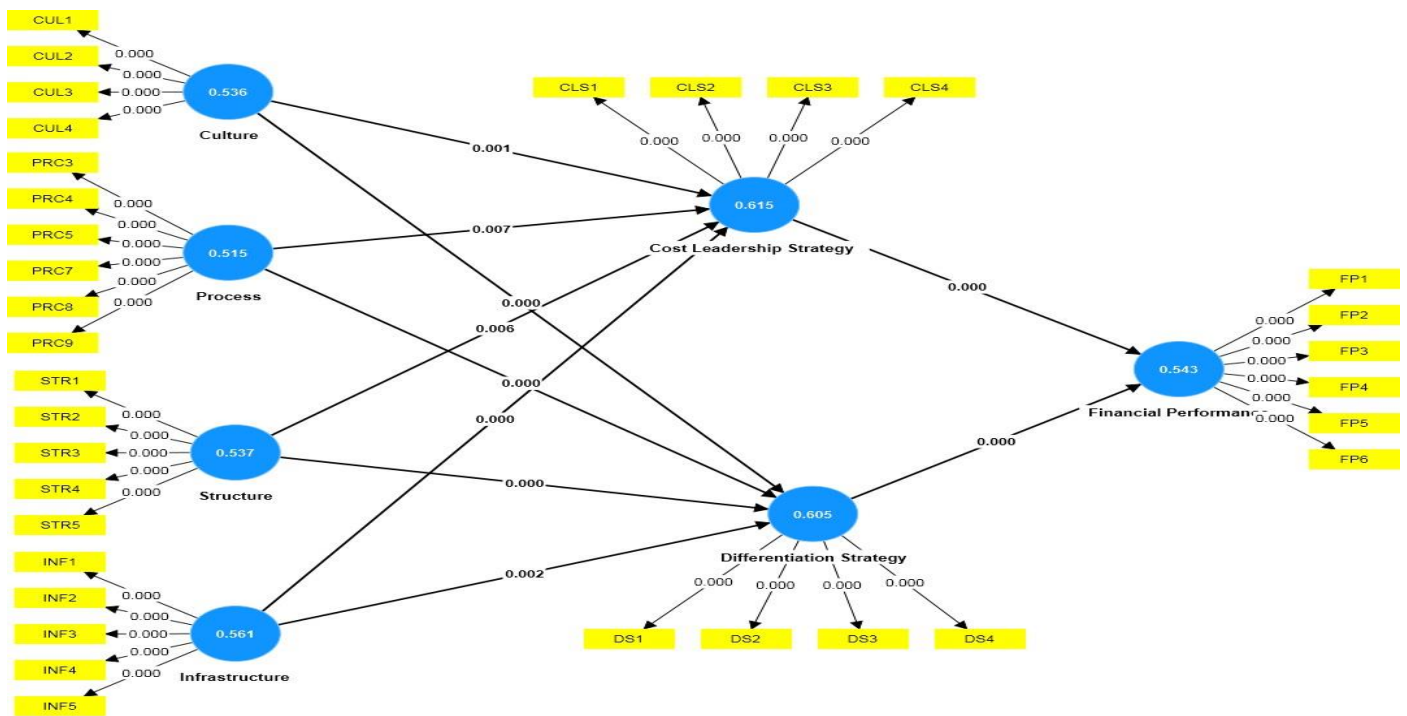 CUL1
0.000
CUL2
0.000
CUL3
0.000
CUL4
0.000
0.536
Culture
PRC3
0.000
PRC4
0.000
PRC5
0.000
PRC7
0.000
PRC8
0.000
PRC9
0.515
Process
STR1
0.000
STR2
0.000
STR3
0.000
STR4
0.000
STR5
0.537
Structure
INF1
0.000
INF2
0.000
INF3
0.000
INF4
0.000
INF5
0.561
Infrastructure
0.001
0.007
0.000
0.006
0.000
0.000
0.000
0.002
CLS1
CLS2
CLS3
CLS4
0.000
0.000
0.000
0.000
0.615
Cost Leadership Strategy
0.605
Differentiation Strategy
0.000
0.000
0.000
0.000
DS1
DS2
DS3
DS4
0.000
0.000
0.543
Financial Performanc
FP1
0.000
FP2
0.000
FP3
0.000
FP4
0.000
FP5
0.000
FP6
0.000